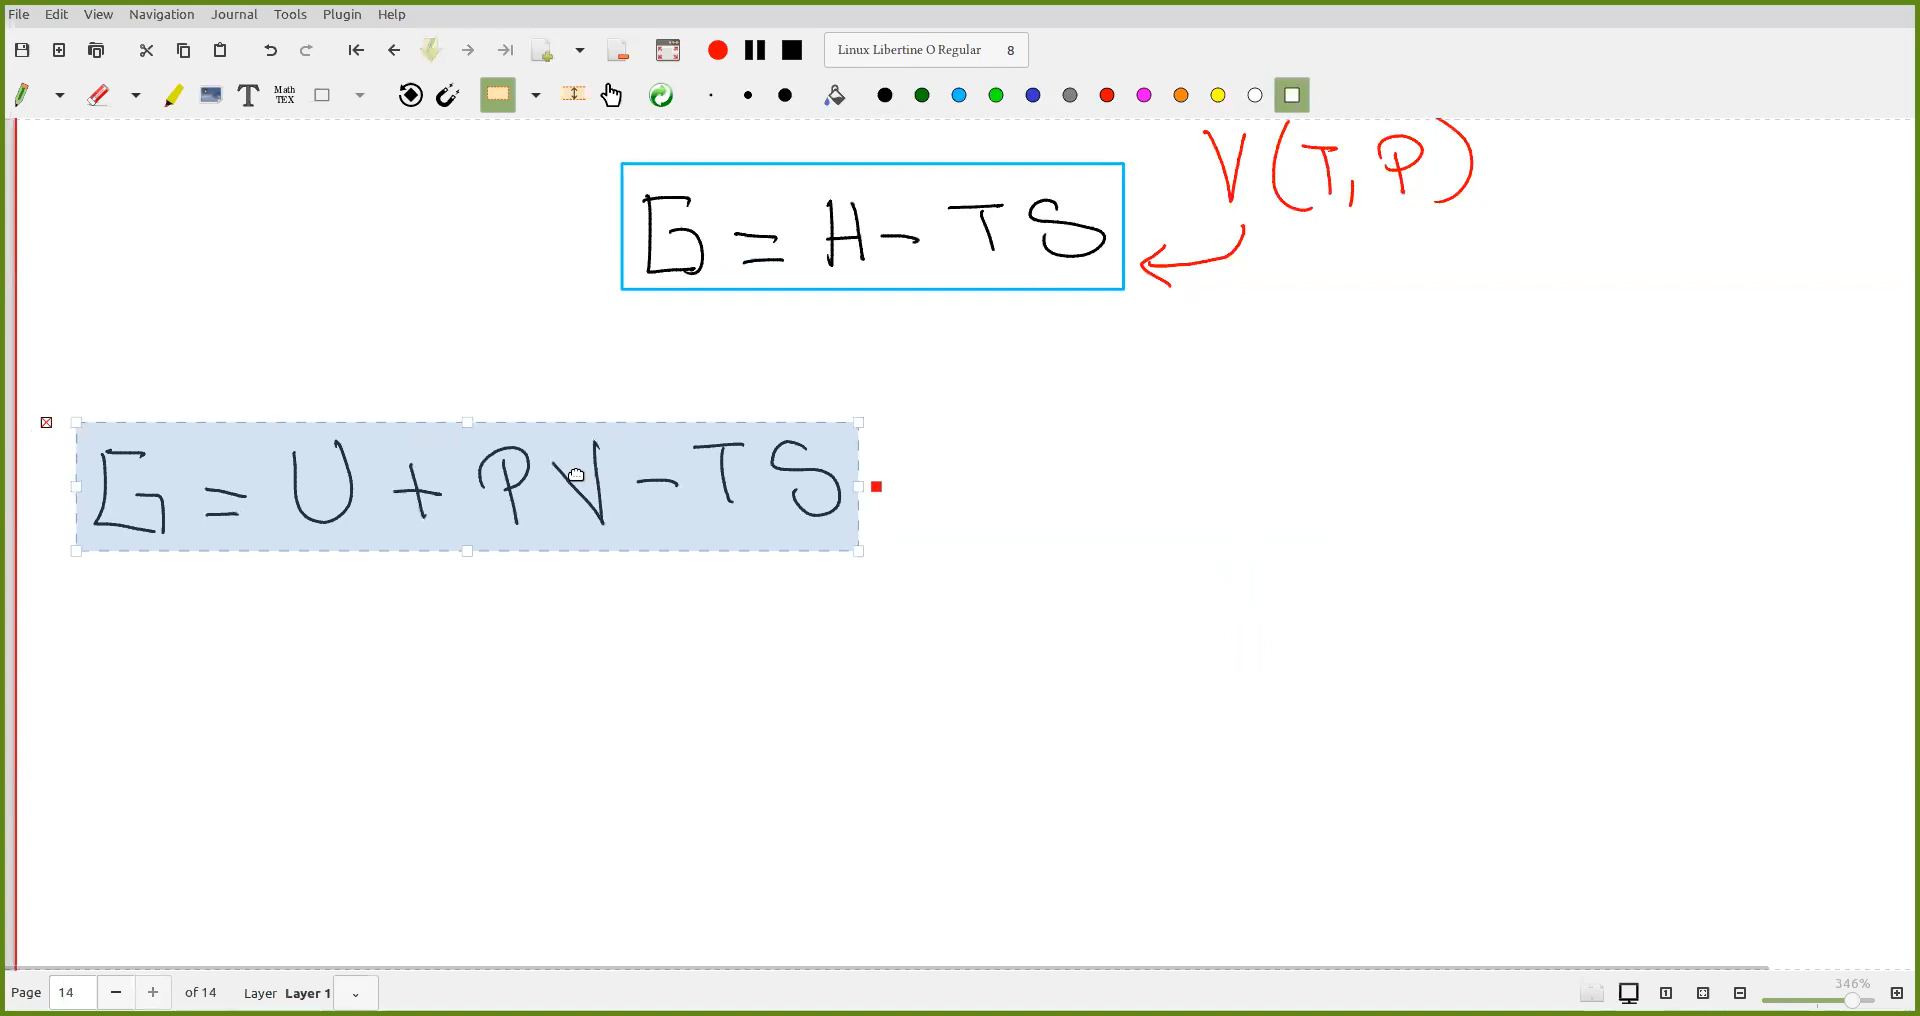 File Edit View Navigation Journal Tools Plugin Help
Linux Libertine O Regular 8
Math
TEX
V(T, P)
G = H - TS
G = U + PV - TS
Page 14 of 14 Layer Layer 1
346%